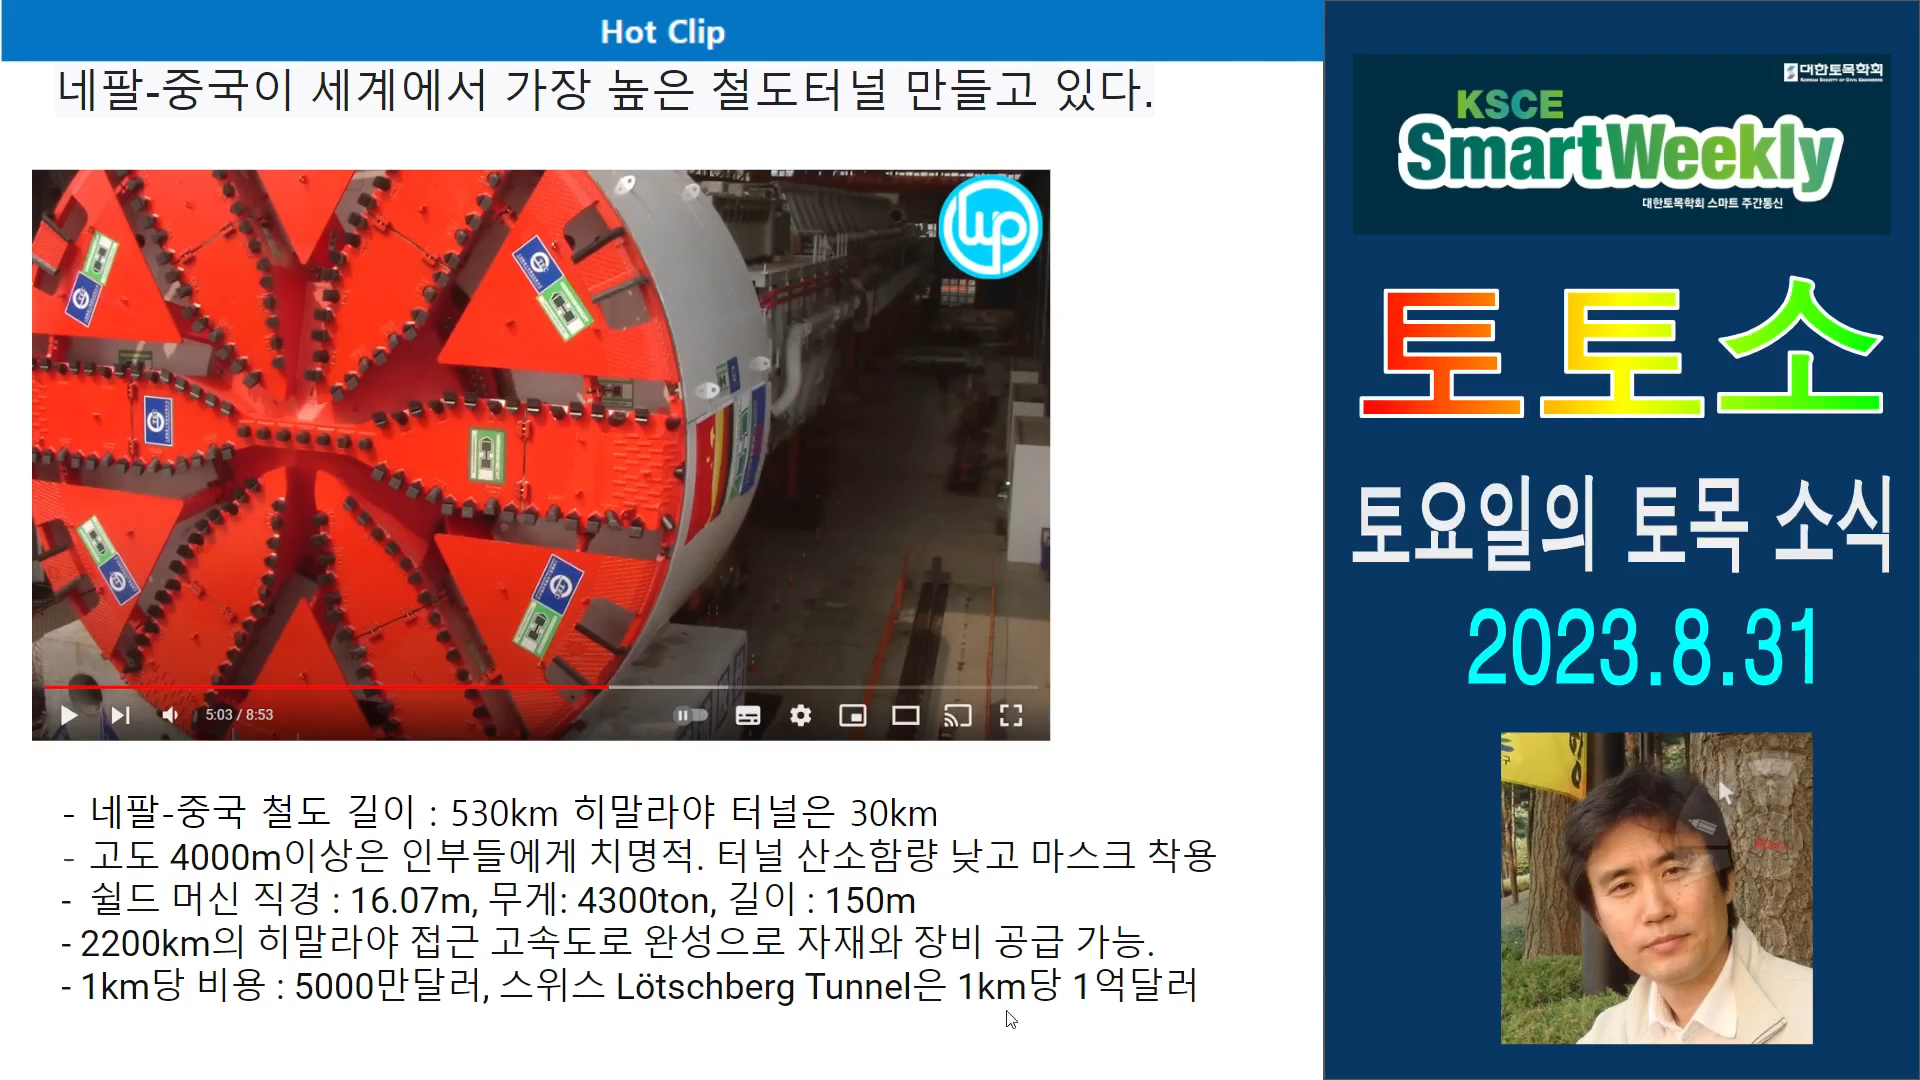 Hot Clip
네팔-중국이 세계에서 가장 높은 철도터널 만들고 있다.
5:03 / 8:53
- 네팔-중국 철도 길이 : 530km 히말라야 터널은 30km
- 고도 4000m이상은 인부들에게 치명적. 터널 산소함량 낮고 마스크 착용
- 쉴드 머신 직경 : 16.07m, 무게: 4300ton, 길이 : 150m
- 2200km의 히말라야 접근 고속도로 완성으로 자재와 장비 공급 가능.
- 1km당 비용 : 5000만달러, 스위스 Lötschberg Tunnel은 1km당 1억달러
대한토목학회
KOREAN SOCIETY OF CIVIL ENGINEERS
KSCE
SmartWeekly
대한토목학회 스마트 주간통신
토토소
토요일의 토목 소식
2023.8.31